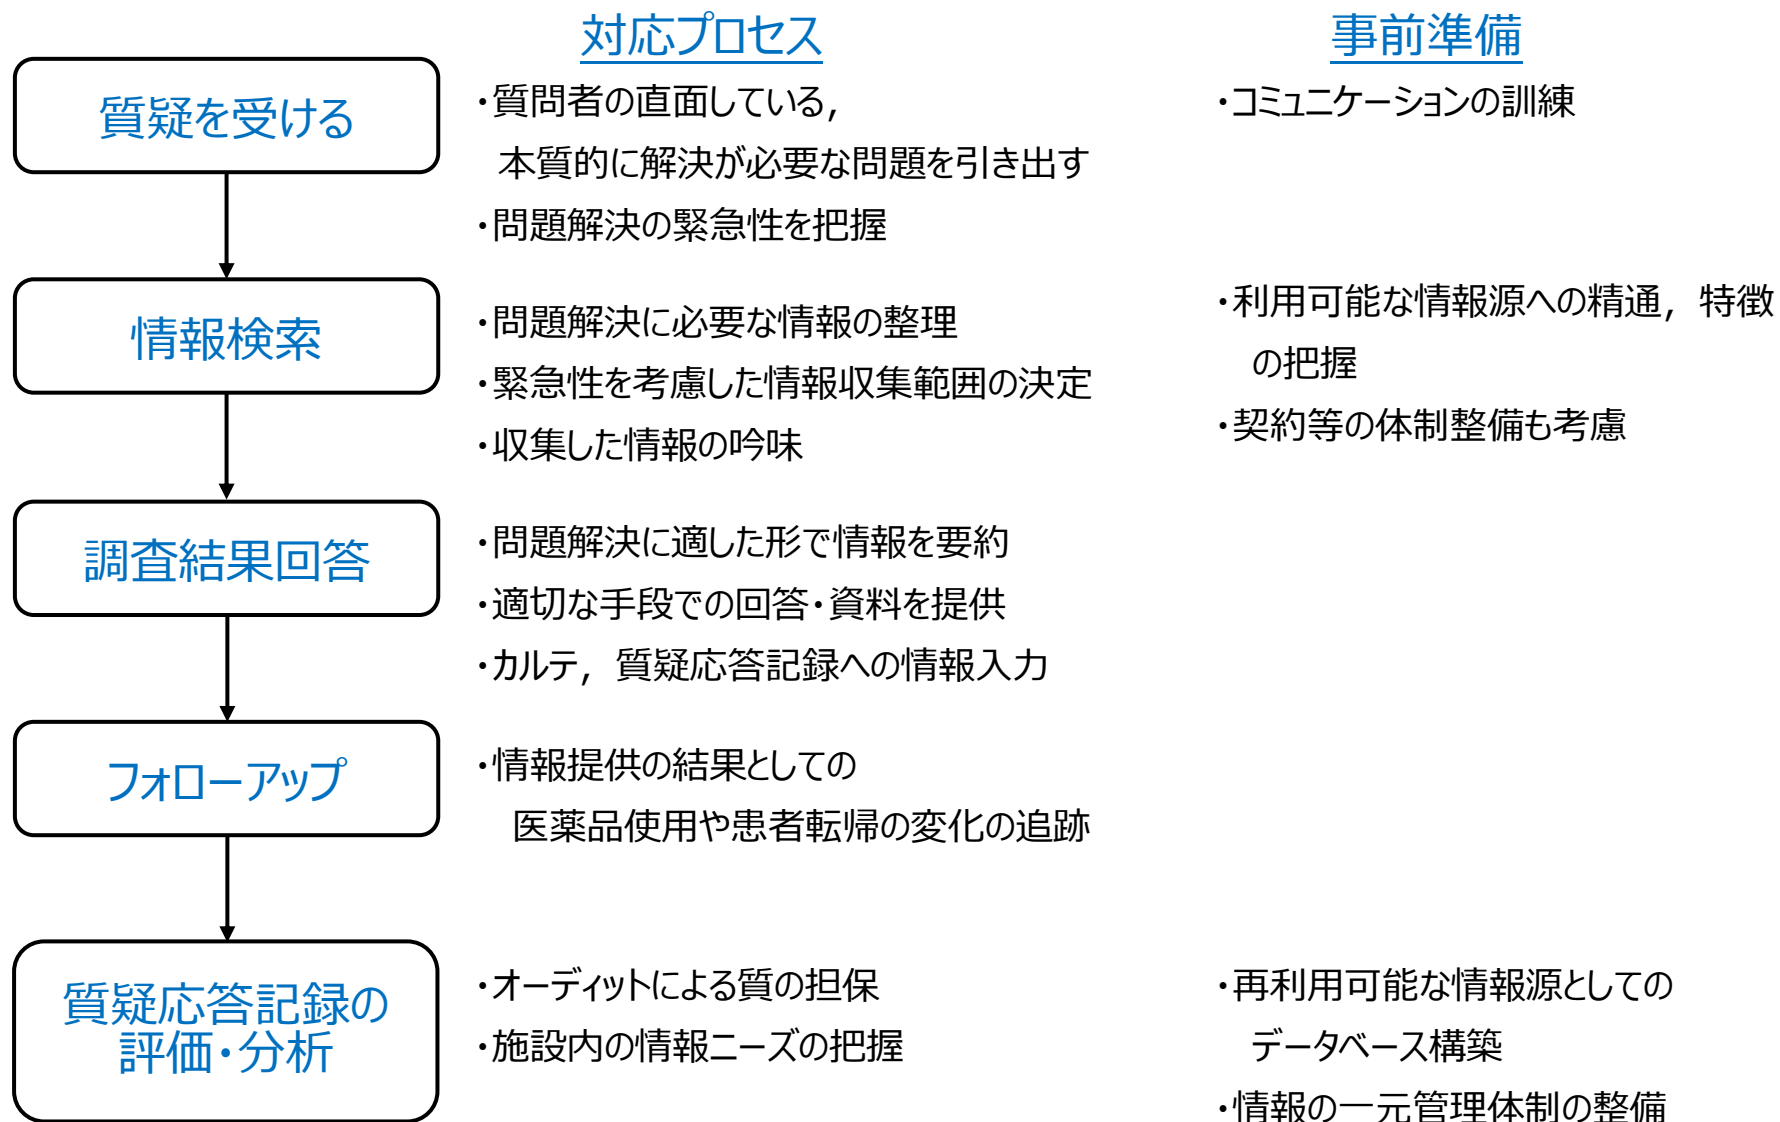 対応プロセス
事前準備
質疑を受ける
・質問者の直面している，
本質的に解決が必要な問題を引き出す
・問題解決の緊急性を把握
・コミュニケーションの訓練
情報検索
・問題解決に必要な情報の整理
・緊急性を考慮した情報収集範囲の決定
・収集した情報の吟味
・利用可能な情報源への精通，特徴
の把握
・契約等の体制整備も考慮
調査結果回答
・問題解決に適した形で情報を要約
・適切な手段での回答・資料を提供
・カルテ，質疑応答記録への情報入力
フォローアップ
・情報提供の結果としての
医薬品使用や患者転帰の変化の追跡
質疑応答記録の
評価・分析
・オーディットによる質の担保
・施設内の情報ニーズの把握
・再利用可能な情報源としての
データベース構築
・情報の一元管理体制の整備